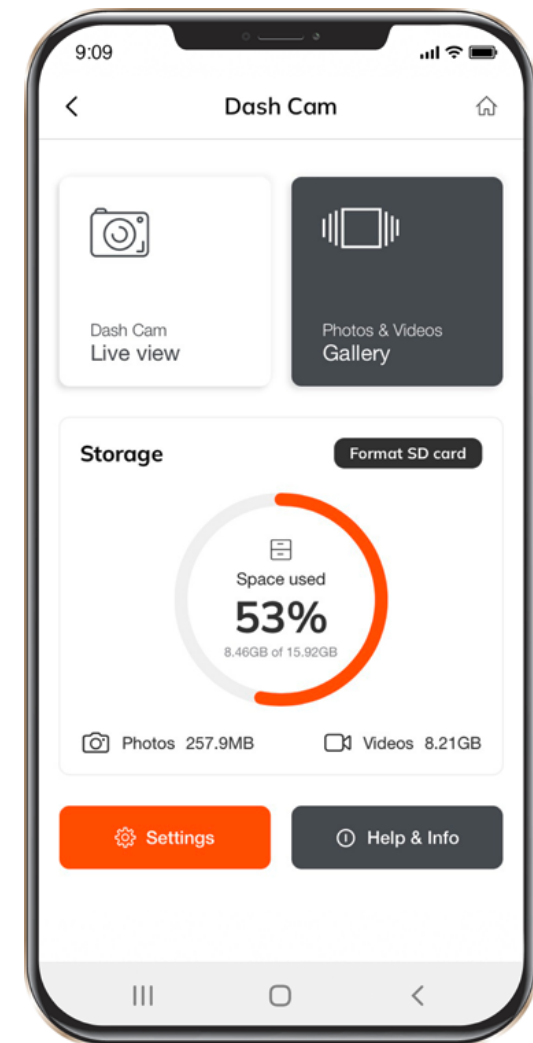 9:09
Dash Cam
Dash Cam
Live view
Photos & Videos
Gallery
Storage
Format SD card
Space used
53%
8.46GB of 15.92GB
Photos 257.9MB
Videos 8.21GB
Settings
Help & Info